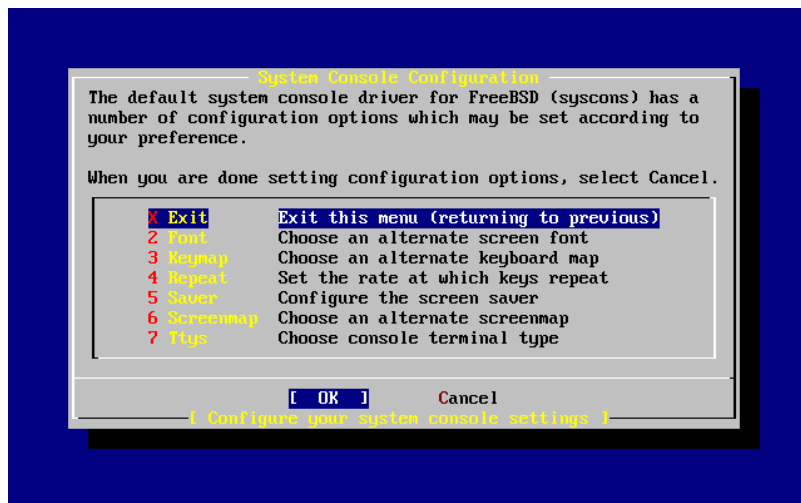 System Console Configuration
The default system console driver for FreeBSD (syscons) has a
number of configuration options which may be set according to
your preference.
When you are done setting configuration options, select Cancel.
X Exit Exit this menu (returning to previous)
2 Font Choose an alternate screen font
3 Keymap Choose an alternate keyboard map
4 Repeat Set the rate at which keys repeat
5 Saver Configure the screen saver
6 Screenmap Choose an alternate screenmap
7 Ttys Choose console terminal type
[ OK ] Cancel
[ Configure your system console settings ]